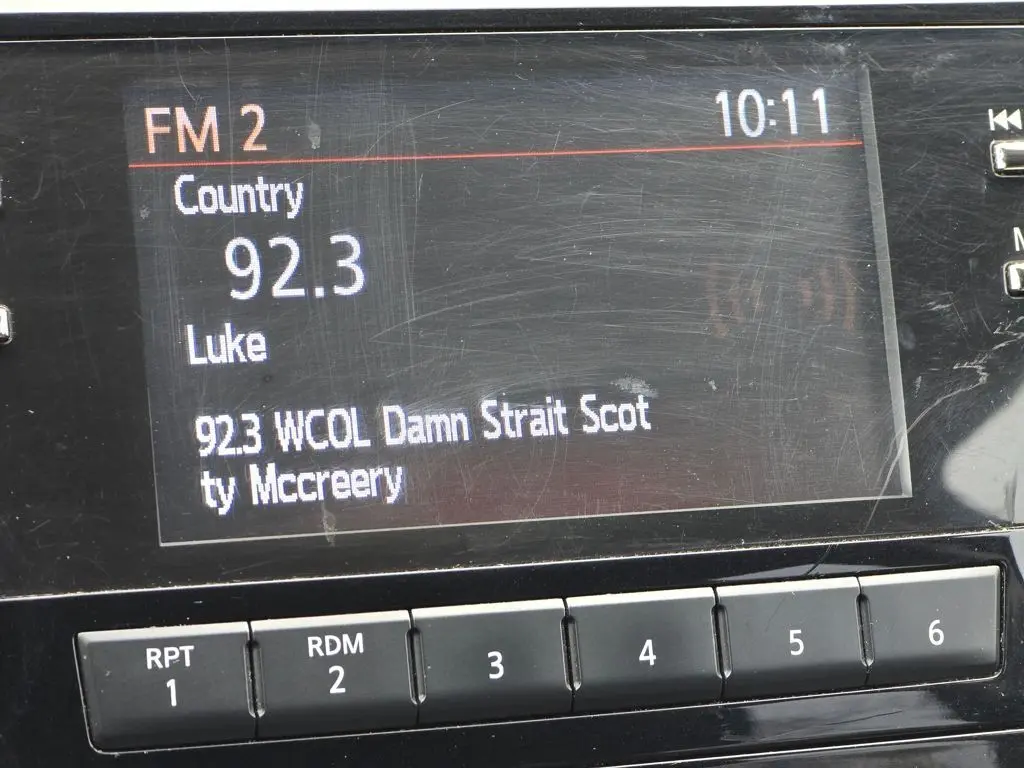 FM 2 10:11
Country
92.3
Luke
92.3 WCOL Damn Strait Scot
ty Mccreery
RPT RDM
1 2 3 4 5 6